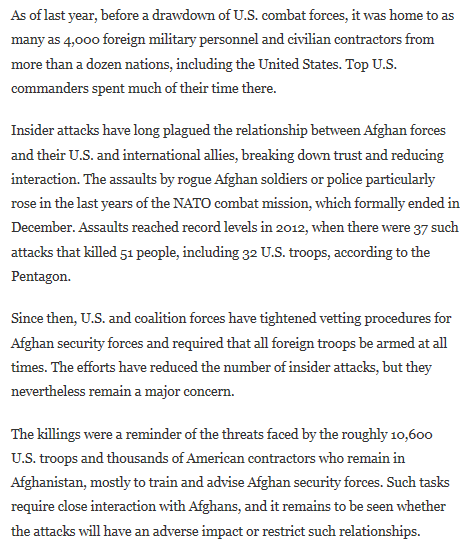 As of last year, before a drawdown of U.S. combat forces, it was home to as
many as 4,000 foreign military personnel and civilian contractors from
more than a dozen nations, including the United States. Top U.S.
commanders spent much of their time there.
Insider attacks have long plagued the relationship between Afghan forces
and their U.S. and international allies, breaking down trust and reducing
interaction. The assaults by rogue Afghan soldiers or police particularly
rose in the last years of the NATO combat mission, which formally ended in
December. Assaults reached record levels in 2012, when there were 37 such
attacks that killed 51 people, including 32 U.S. troops, according to the
Pentagon.
Since then, U.S. and coalition forces have tightened vetting procedures for
Afghan security forces and required that all foreign troops be armed at all
times. The efforts have reduced the number of insider attacks, but they
nevertheless remain a major concern.
The killings were a reminder of the threats faced by the roughly 10,600
U.S. troops and thousands of American contractors who remain in
Afghanistan, mostly to train and advise Afghan security forces. Such tasks
require close interaction with Afghans, and it remains to be seen whether
the attacks will have an adverse impact or restrict such relationships.